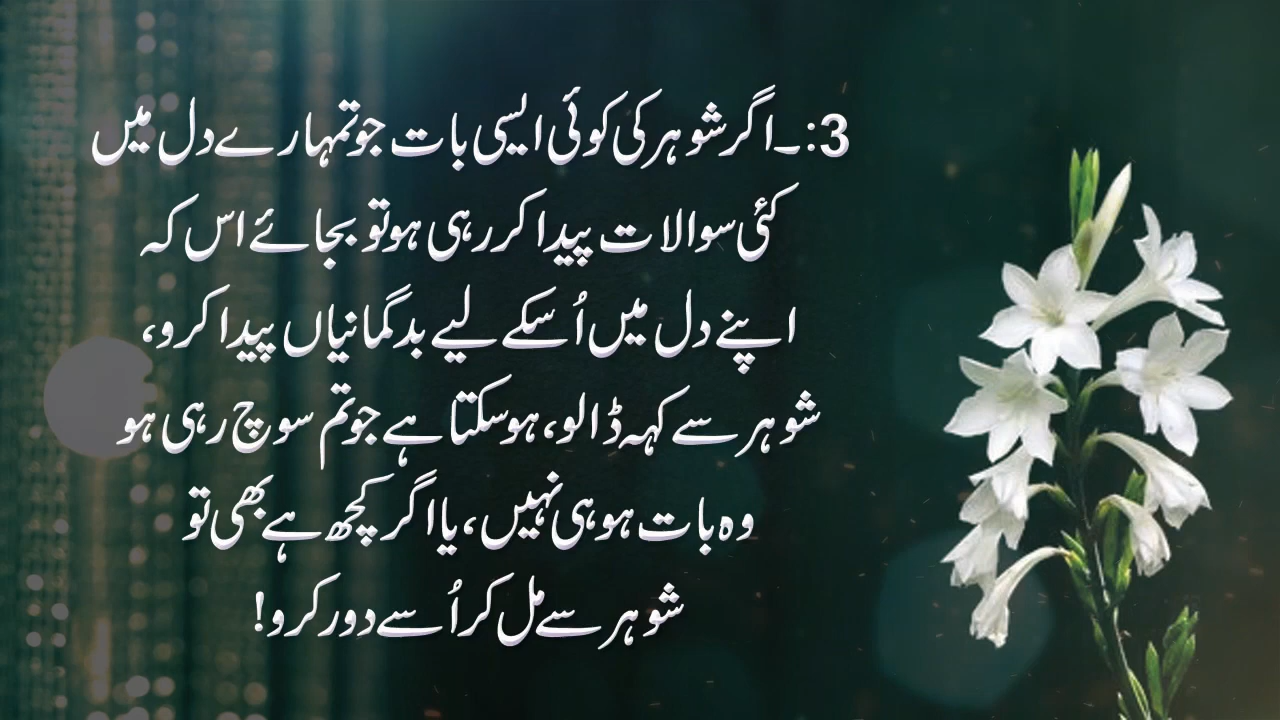 3:۔اگر شوہر کی کوئی ایسی بات جو تمہارے دل میں
کئی سوالات پیدا کر رہی ہو تو بجائے اس کہ
اپنے دل میں اُسکے لیے بدگمانیاں پیدا کرو،
شوہر سے کہہ ڈالو، ہوسکتا ہے جو تم سوچ رہی ہو
وہ بات ہو ہی نہیں، یا اگر کچھ ہے بھی تو
شوہر سے مل کر اُسے دور کرو!